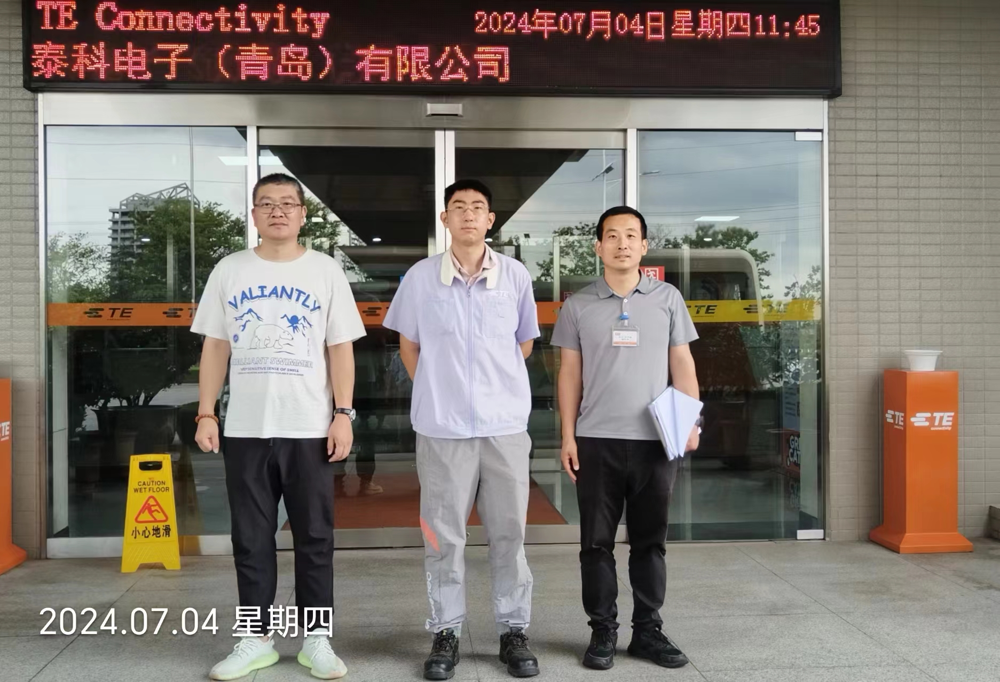 TE Connectivity
2024年07月04日星期四11:45
泰科电子（青岛）有限公司
VALIANTLY
SWIMMER
SENSITIVE SENSE OF SMELL
TE
TE
TE
TE
TE
TE
TE
connectivity
TE
CAUTION
WET FLOOR
小心地滑
2024.07.04 星期四